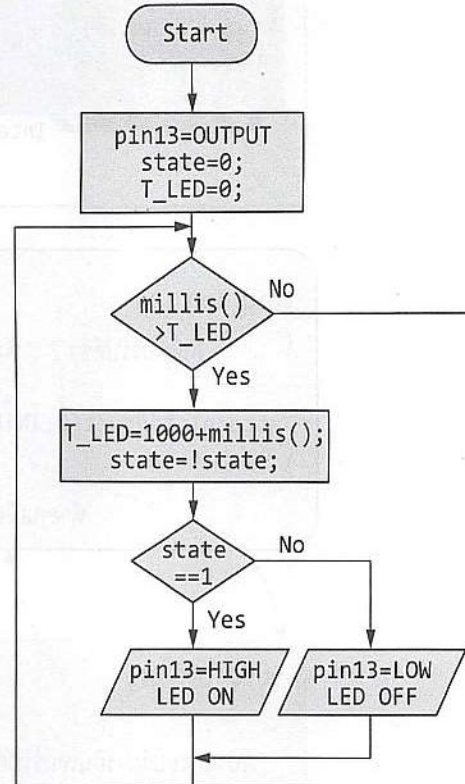 Start
pin13=OUTPUT
state=0;
T_LED=0;
millis()
>T_LED
No
Yes
T_LED=1000+millis();
state=!state;
state
==1
No
Yes
pin13=HIGH
LED ON
pin13=LOW
LED OFF